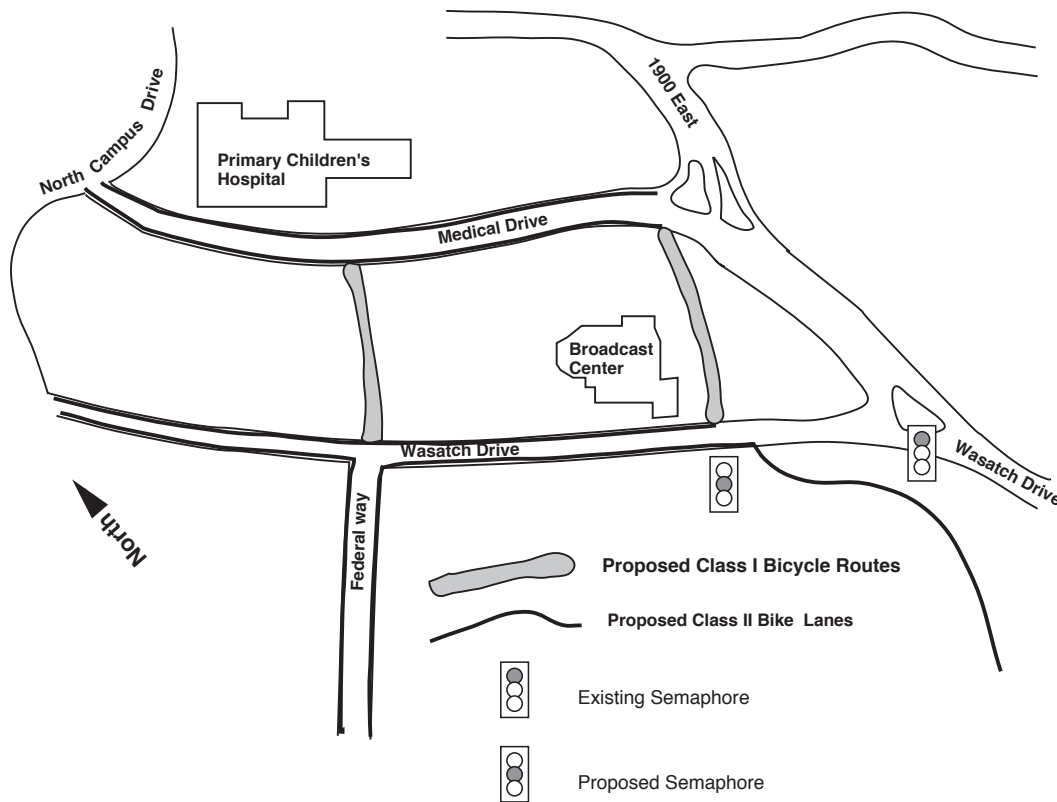 North Campus Drive
1900 East
Primary Children's
Hospital
Medical Drive
Broadcast
Center
Wasatch Drive
Wasatch Drive
North
Federal way
Proposed Class I Bicycle Routes
Proposed Class II Bike Lanes
Existing Semaphore
Proposed Semaphore